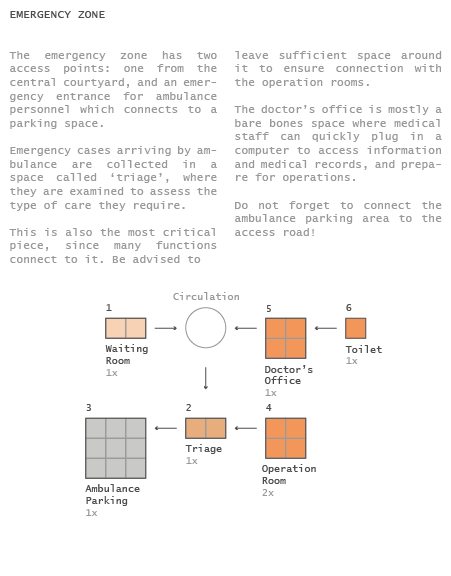 EMERGENCY ZONE
The emergency zone has two
access points: one from the
central courtyard, and an emer-
gency entrance for ambulance
personnel which connects to a
parking space.
Emergency cases arriving by am-
bulance are collected in a
space called ‘triage’, where
they are examined to assess the
type of care they require.
This is also the most critical
piece, since many functions
connect to it. Be advised to
leave sufficient space around
it to ensure connection with
the operation rooms.
The doctor’s office is mostly a
bare bones space where medical
staff can quickly plug in a
computer to access information
and medical records, and prepa-
re for operations.
Do not forget to connect the
ambulance parking area to the
access road!
Circulation
1
Waiting
Room
1x
5
Doctor’s
Office
1x
6
Toilet
1x
3
Ambulance
Parking
1x
2
Triage
1x
4
Operation
Room
2x